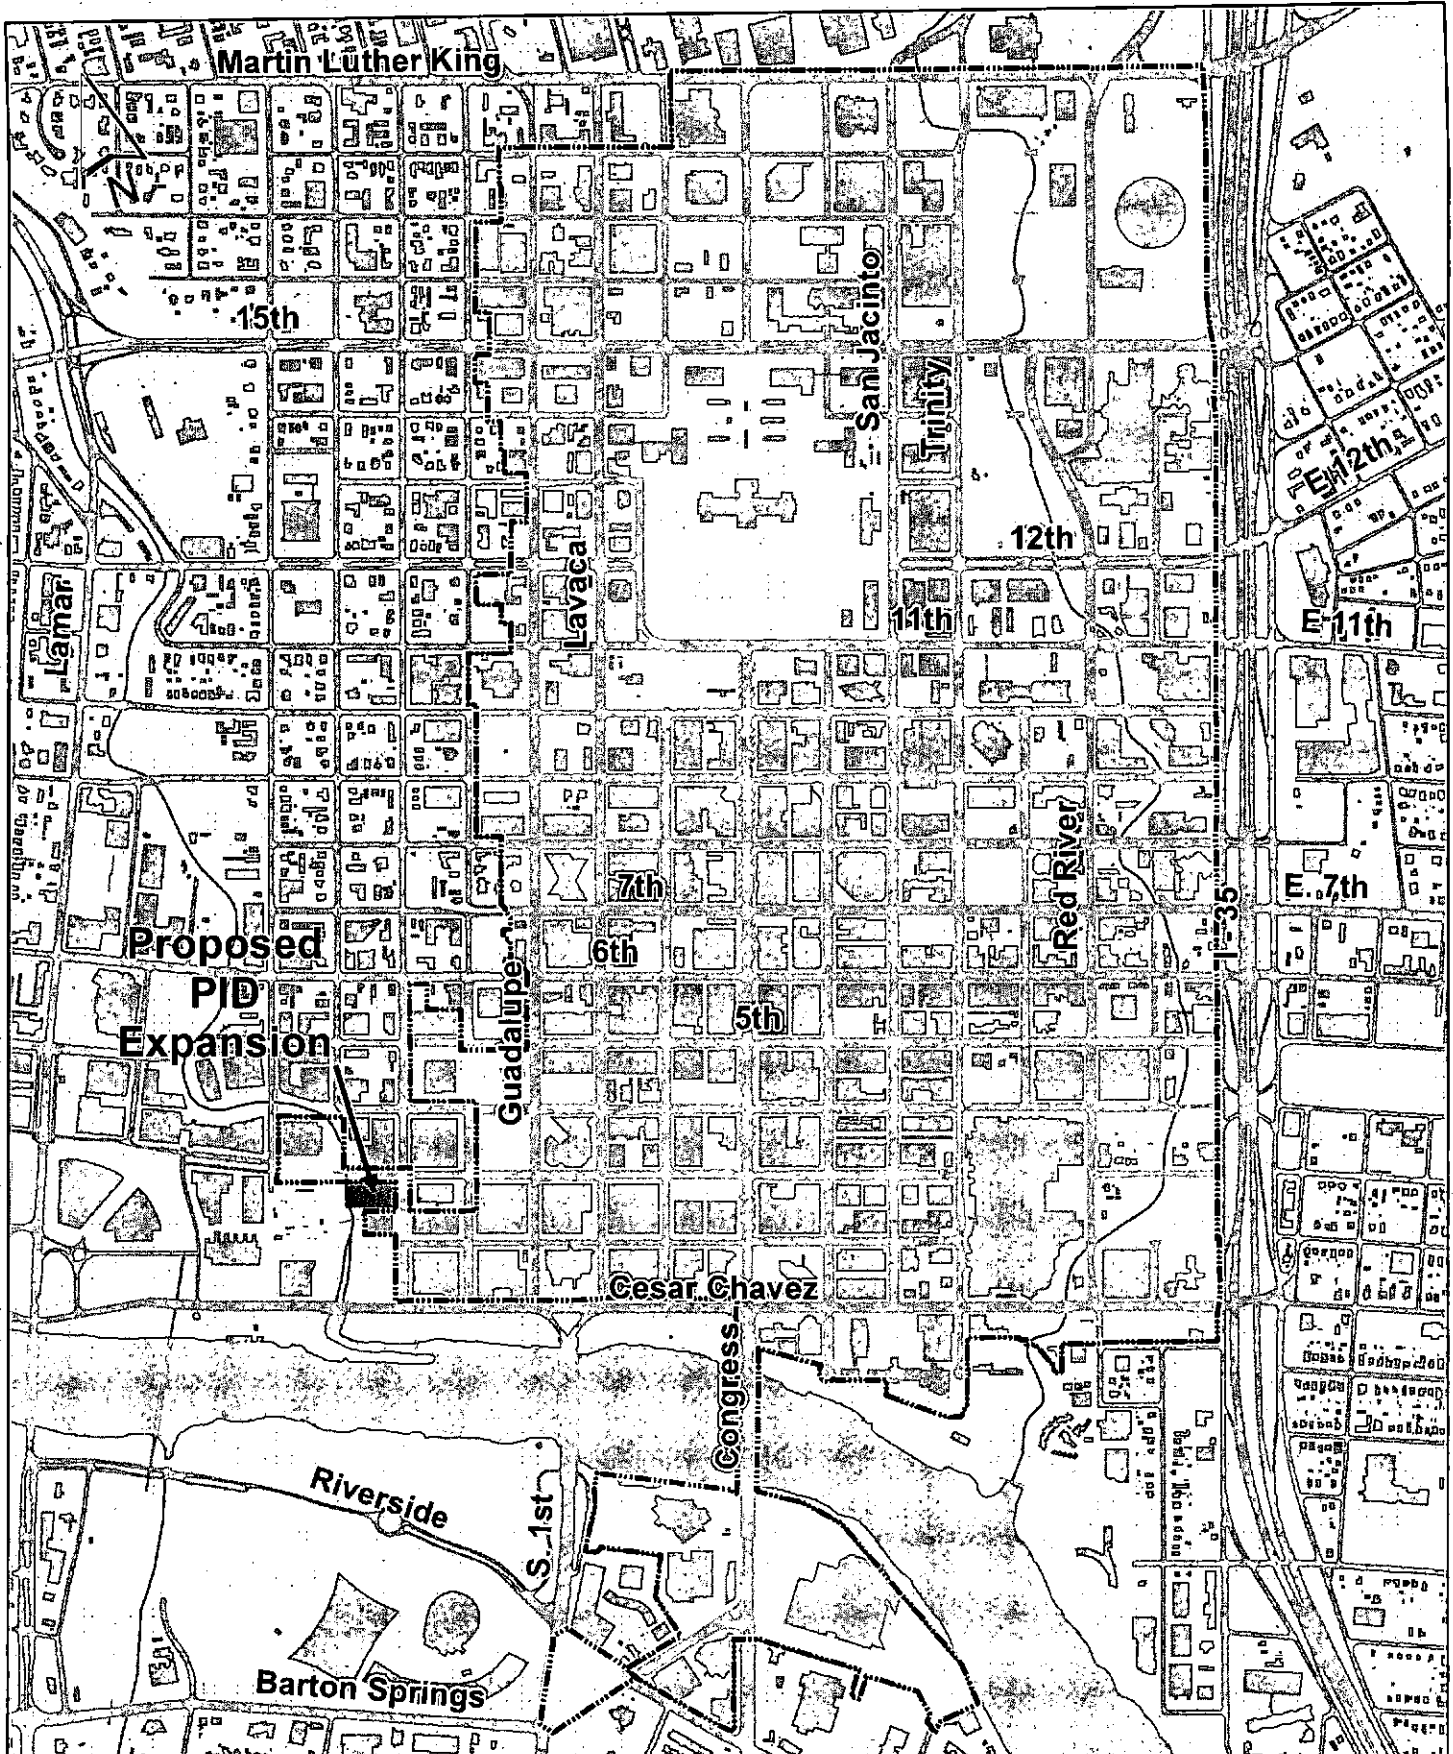 Martin Luther King
N
15th
San Jacinto
Trinity
E. 12th
12th
Lavaca
Lamar
11th
E 11th
Red River
7th
E. 7th
I-35
Proposed
PID
Expansion
6th
Guadalupe
5th
Cesar Chavez
Congress
Riverside
S. 1st
Barton Springs